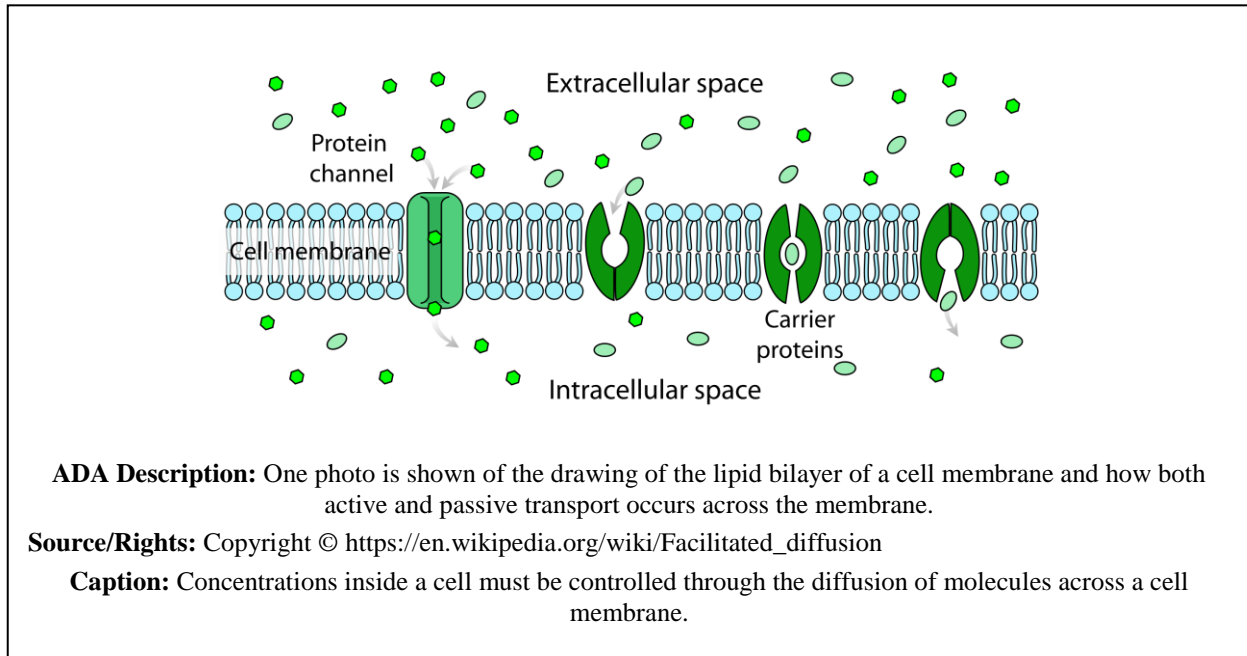 Extracellular space
Protein
channel
Cell membrane
Carrier
proteins
Intracellular space
ADA Description: One photo is shown of the drawing of the lipid bilayer of a cell membrane and how both
active and passive transport occurs across the membrane.
Source/Rights: Copyright © https://en.wikipedia.org/wiki/Facilitated_diffusion
Caption: Concentrations inside a cell must be controlled through the diffusion of molecules across a cell
membrane.